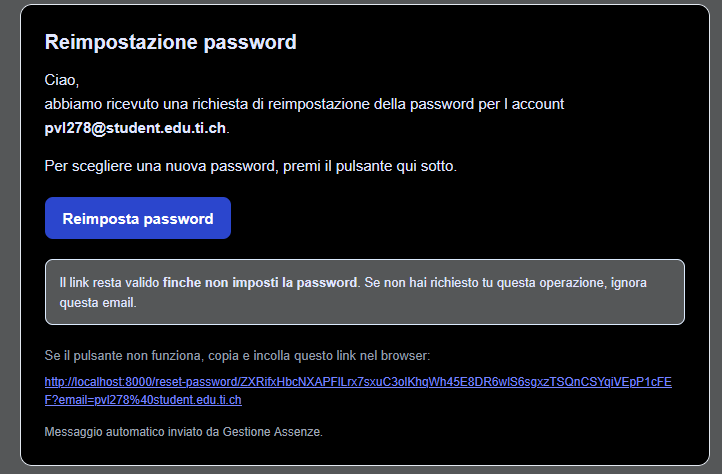 Reimpostazione password
Ciao,
abbiamo ricevuto una richiesta di reimpostazione della password per l account
pvl278@student.edu.ti.ch.
Per scegliere una nuova password, premi il pulsante qui sotto.
Reimposta password
Il link resta valido finche non imposti la password. Se non hai richiesto tu questa operazione, ignora
questa email.
Se il pulsante non funziona, copia e incolla questo link nel browser:
http://localhost:8000/reset-password/ZXRifxHbcNXAPFILrx7sxuC3olKhqWh45E8DR6wIS6sgxzTSQnCSYqiVEpP1cFE
F?email=pvl278%40student.edu.ti.ch
Messaggio automatico inviato da Gestione Assenze.